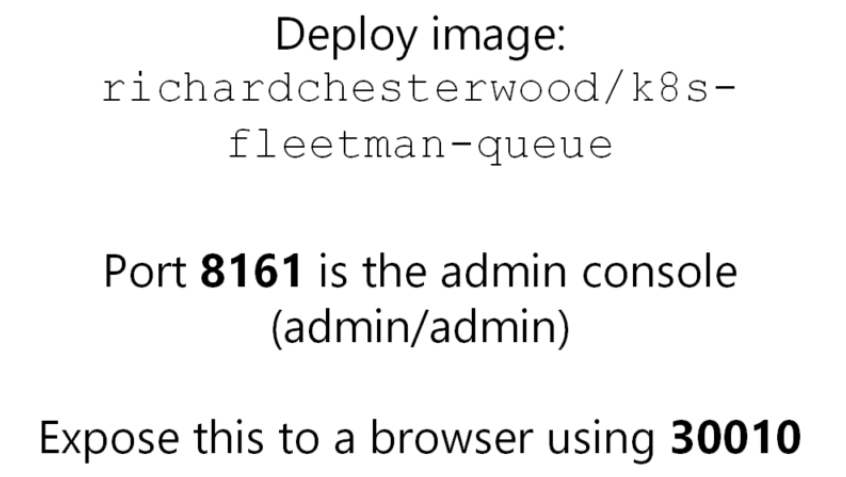 Deploy image:
richardchesterwood/k8s-
fleetman-queue
Port 8161 is the admin console
(admin/admin)
Expose this to a browser using 30010